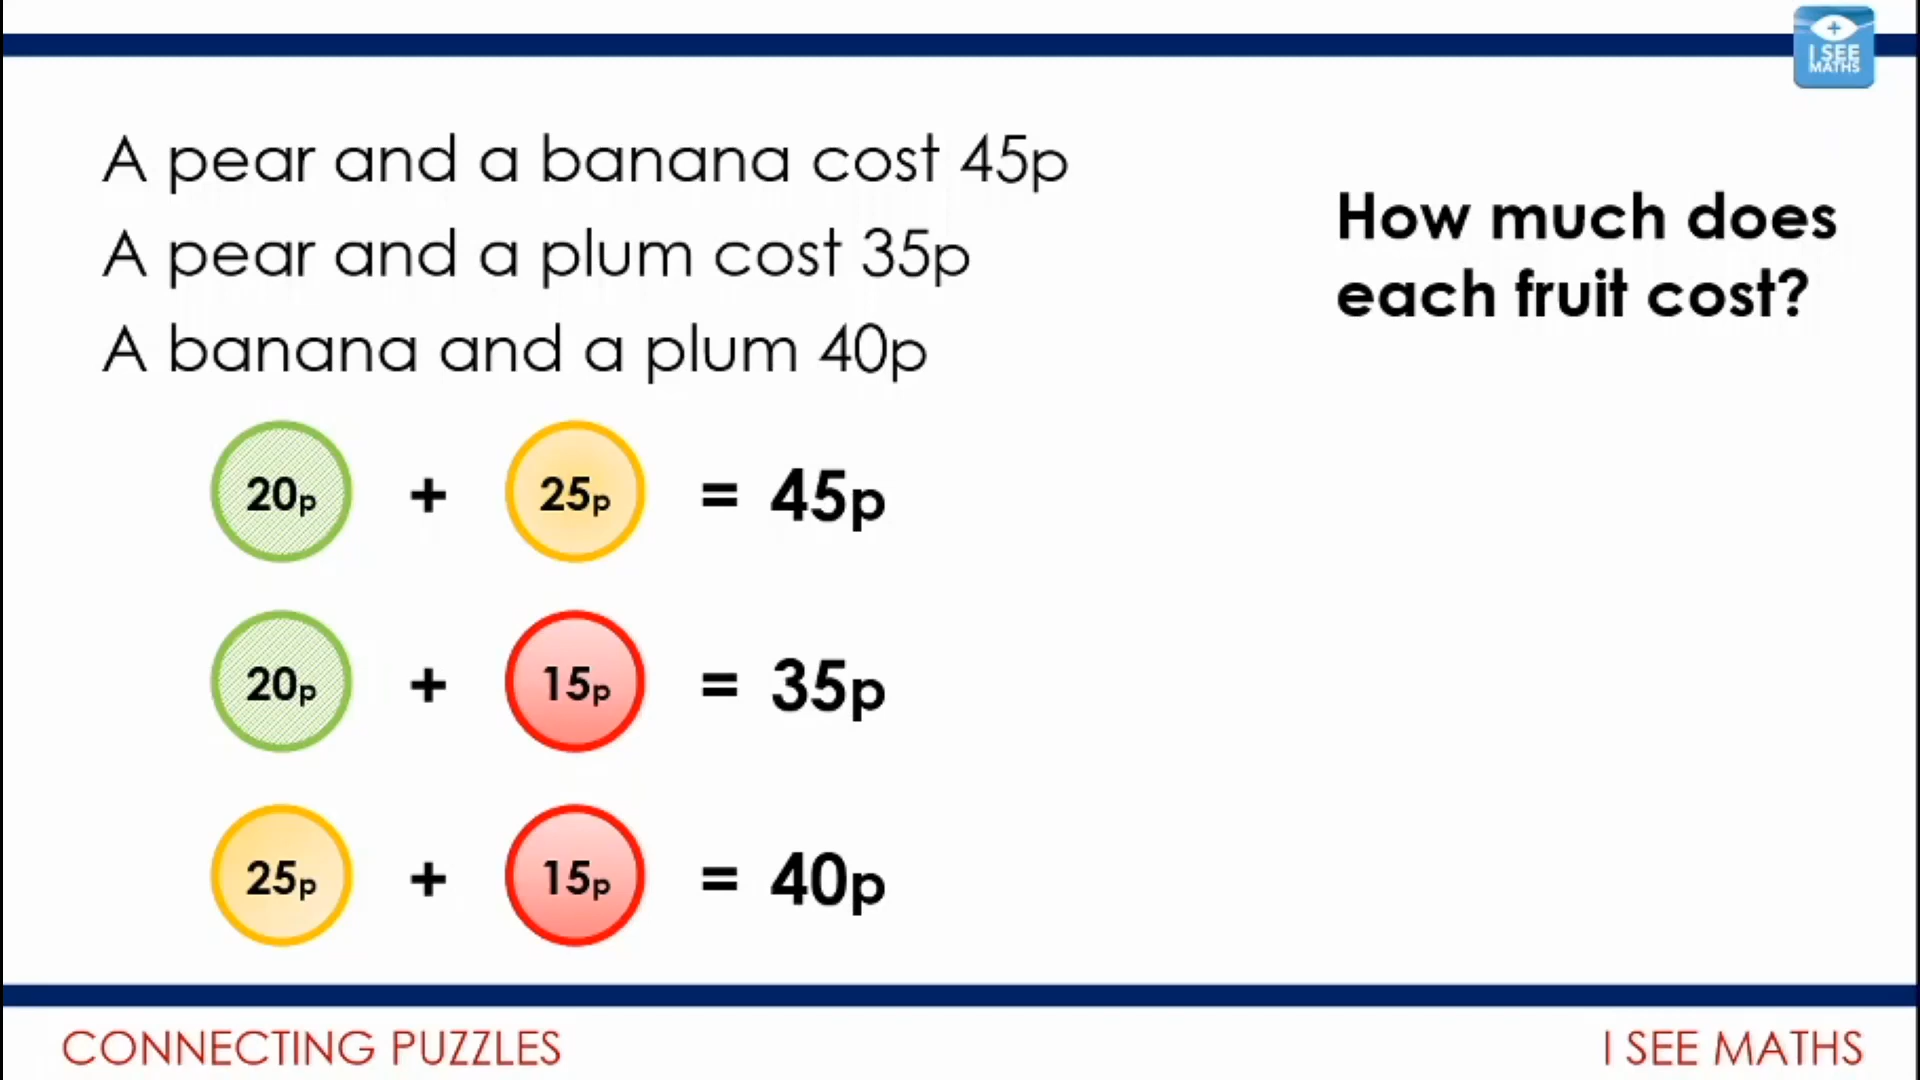 I SEE
MATHS
A pear and a banana cost 45p
A pear and a plum cost 35p
A banana and a plum 40p
How much does
each fruit cost?
20p + 25p = 45p
20p + 15p = 35p
25p + 15p = 40p
CONNECTING PUZZLES
I SEE MATHS